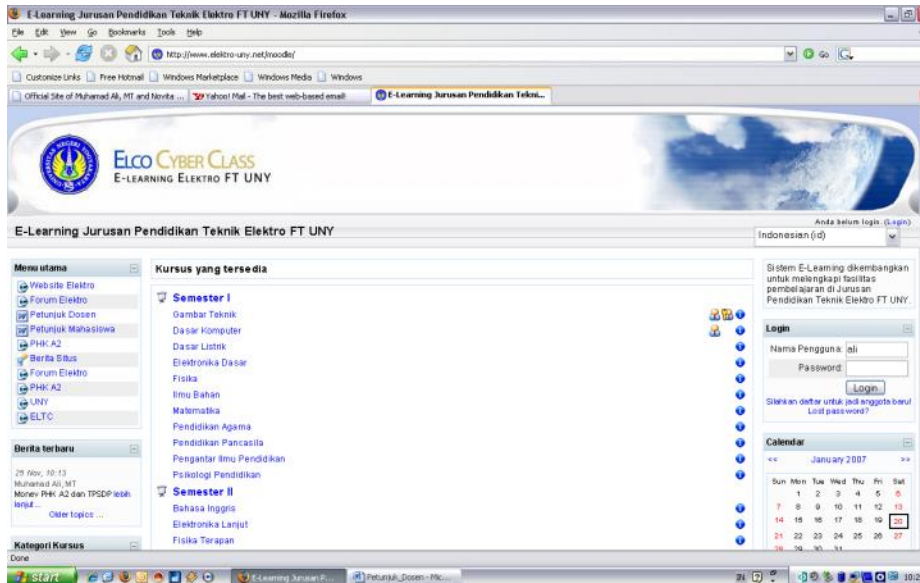 E-Learning Jurusan Pendidikan Teknik Elektro FT UNY - Mozilla Firefox
File Edit View Go Bookmarks Tools Help
http://www.elektro-uny.net/moodle/
Go
Customize Links Free Hotmail Windows Marketplace Windows Media Windows
Official Site of Muhamad Ali, MT and Novita ... Yahoo! Mail - The best web-based email! E-Learning Jurusan Pendidikan Tekni...
ELCO CYBER CLASS
E-LEARNING ELEKTRO FT UNY
Anda belum login. (Login)
E-Learning Jurusan Pendidikan Teknik Elektro FT UNY
Indonesian (id)
Menu utama
Website Elektro
Forum Elektro
Petunjuk Dosen
Petunjuk Mahasiswa
PHK A2
Berita Situs
Forum Elektro
PHK A2
UNY
ELTC
Berita terbaru
25 Nov, 10:13
Muhamad Ali, MT
Monev PHK A2 dan TPSDP lebih
lanjut...
Older topics ...
Kategori Kursus
Kursus yang tersedia
Semester I
Gambar Teknik
Dasar Komputer
Dasar Listrik
Elektronika Dasar
Fisika
Ilmu Bahan
Matematika
Pendidikan Agama
Pendidikan Pancasila
Pengantar Ilmu Pendidikan
Psikologi Pendidikan
Semester II
Bahasa Inggris
Elektronika Lanjut
Fisika Terapan
Sistem E-Learning dikembangkan
untuk melengkapi fasilitas
pembelajaran di Jurusan
Pendidikan Teknik Elektro FT UNY.
Login
Nama Pengguna: ali
Password:
Login
Silahkan daftar untuk jadi anggota baru!
Lost password?
Calendar
<< January 2007 >>
Sun Mon Tue Wed Thu Fri Sat
1 2 3 4 5 6
7 8 9 10 11 12 13
14 15 16 17 18 19 20
21 22 23 24 25 26 27
28 29 30 31
Done
start E-Learning Jurusan P... Petunjuk_Dosen - Mic... IN